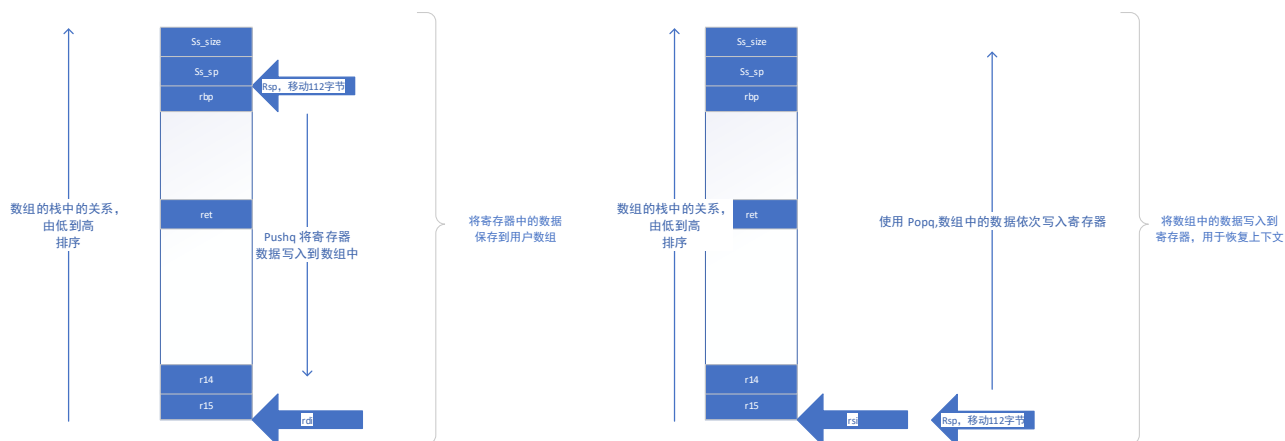 Ss_size
Ss_sp
Rsp，移动112字节
rbp
数组的栈中的关系，
由低到高
排序
ret
Pushq 将寄存器
数据写入到数组中
将寄存器中的数据
保存到用户数组
r14
r15
rdi
Ss_size
Ss_sp
rbp
数组的栈中的关系，
由低到高
排序
ret
使用 Popq,数组中的数据依次写入寄存器
将数组中的数据写入到
寄存器，用于恢复上下文
r14
r15
rsi
Rsp，移动112字节